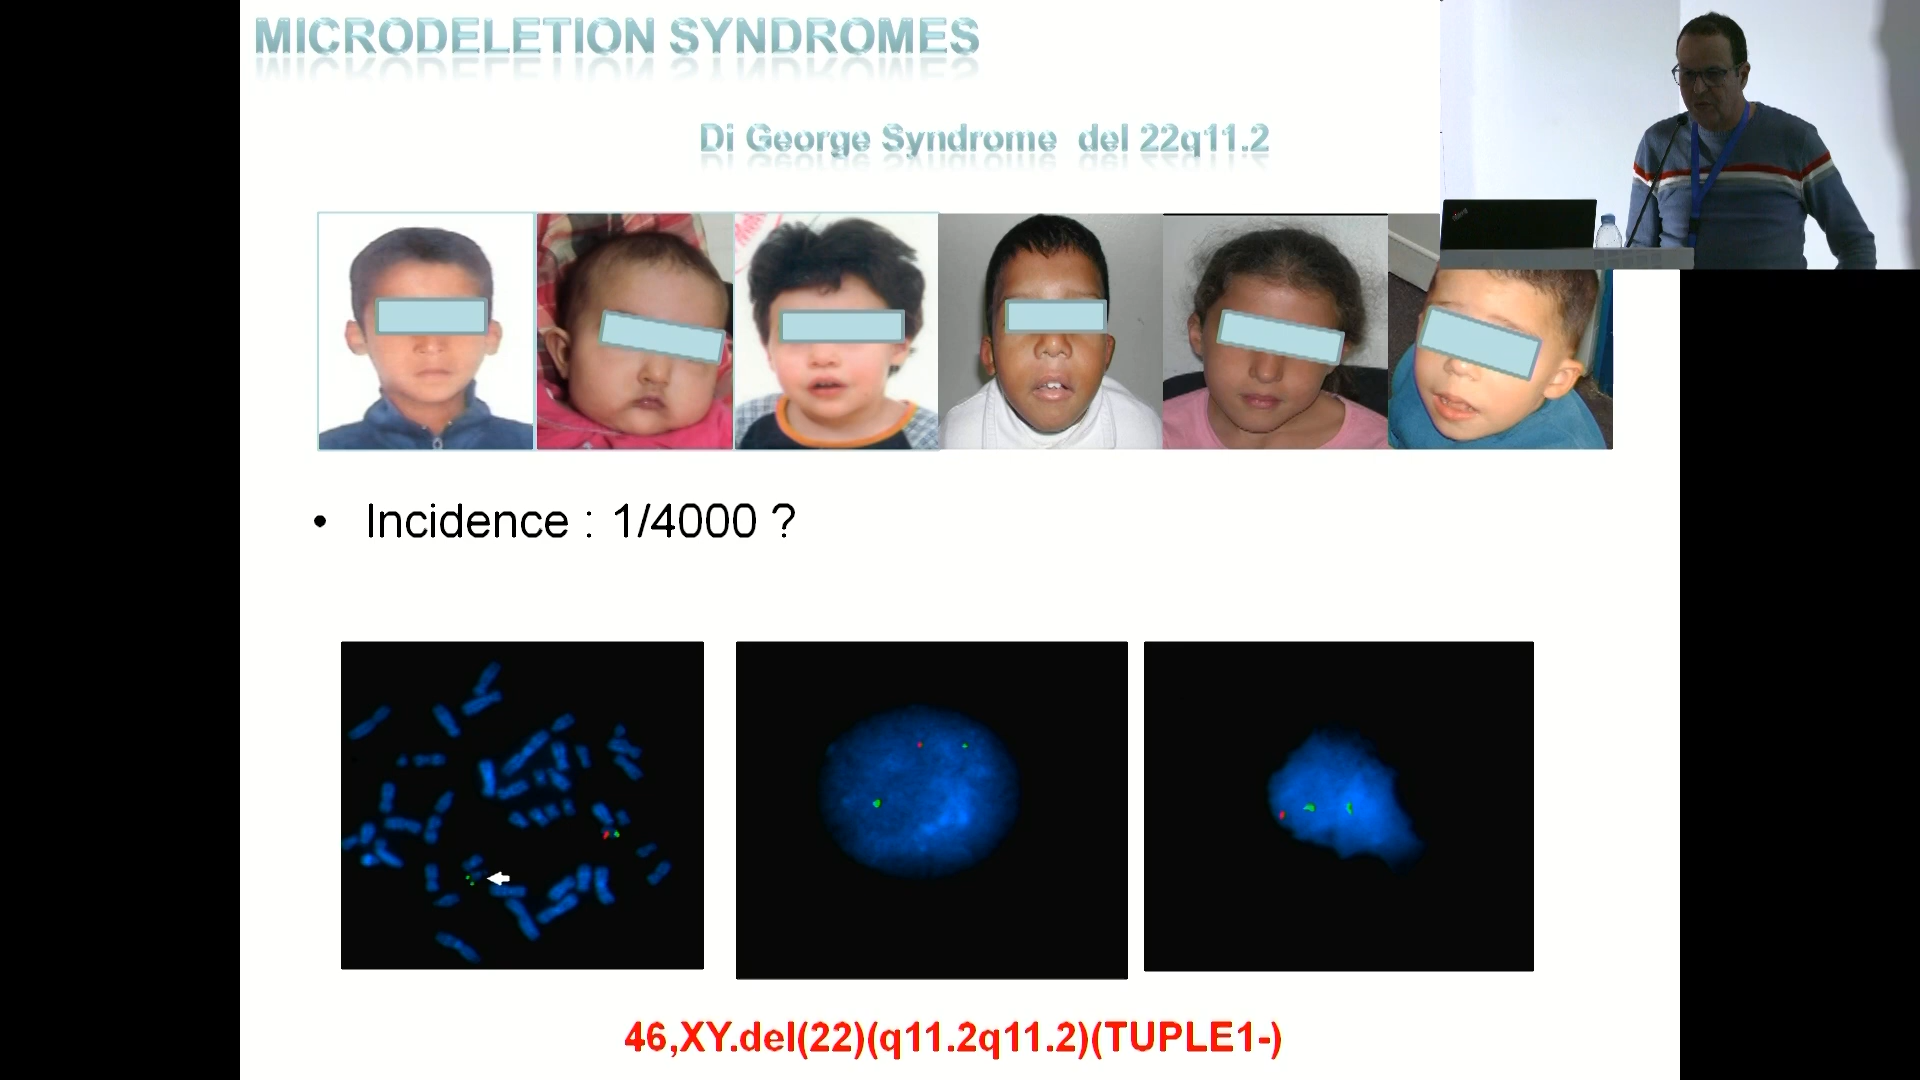 MICRODELETION SYNDROMES
Di George Syndrome del 22q11.2
• Incidence : 1/4000 ?
46,XY.del(22)(q11.2q11.2)(TUPLE1-)